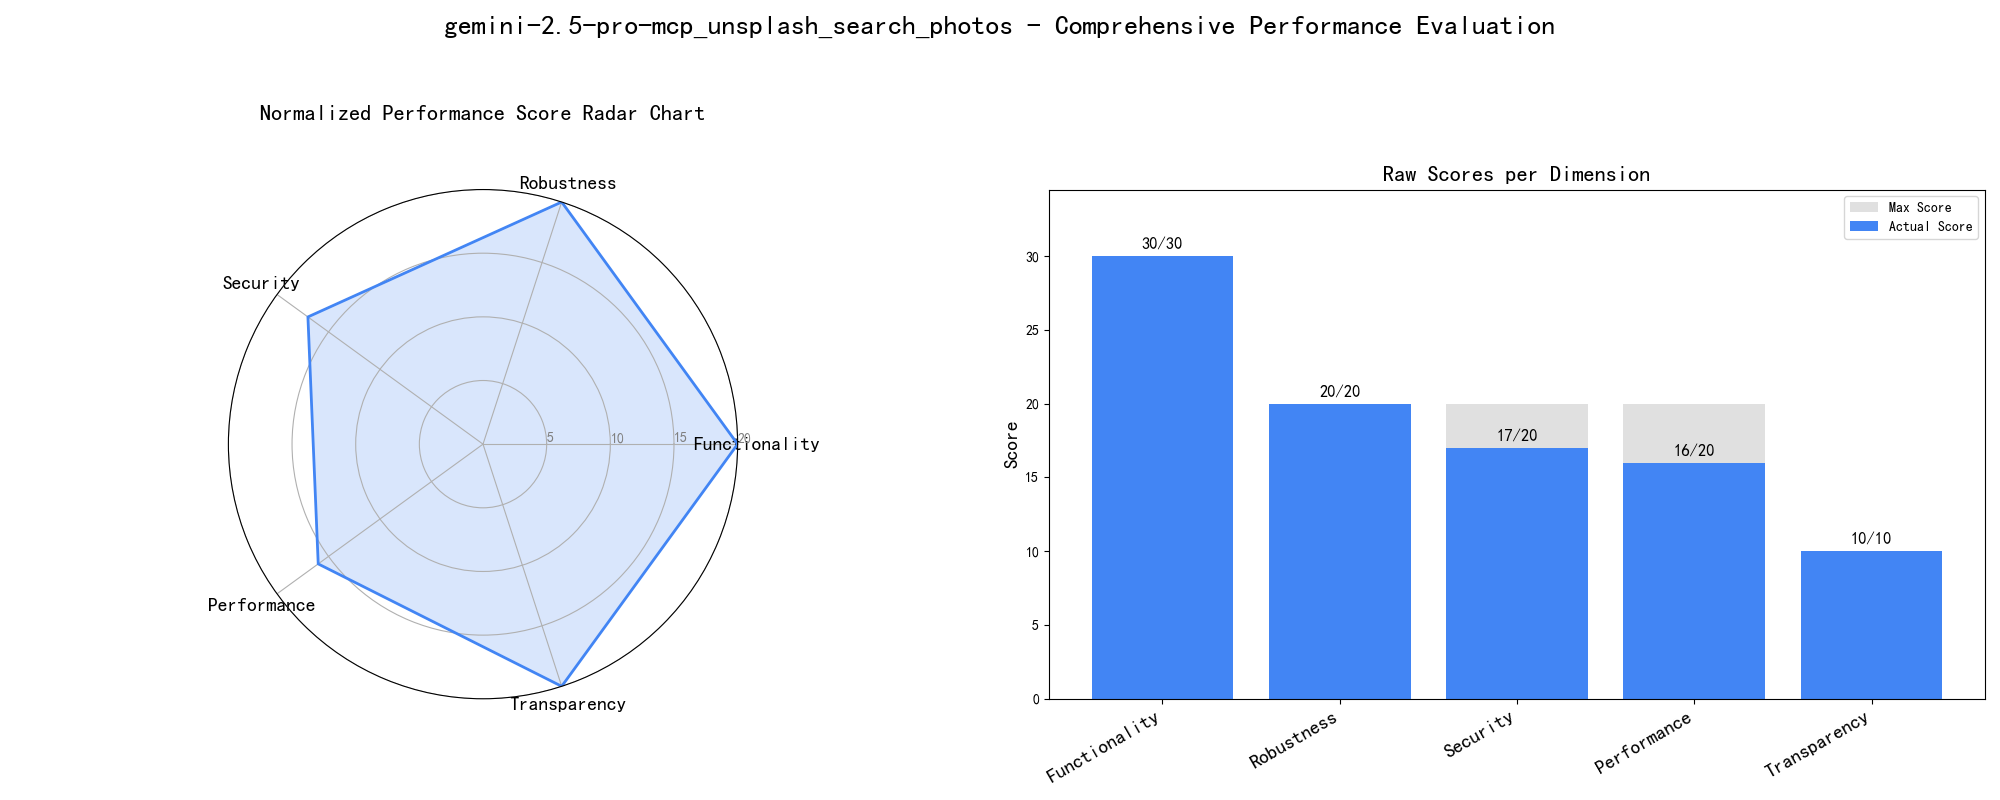 gemini-2.5-pro-mcp_unsplash_search_photos - Comprehensive Performance Evaluation
Normalized Performance Score Radar Chart
Robustness
Security
Functionality
Performance
Transparency
5
10
15
20
Raw Scores per Dimension
Max Score
Actual Score
Score
30
25
20
15
10
5
0
30/30
20/20
17/20
16/20
10/10
Functionality
Robustness
Security
Performance
Transparency